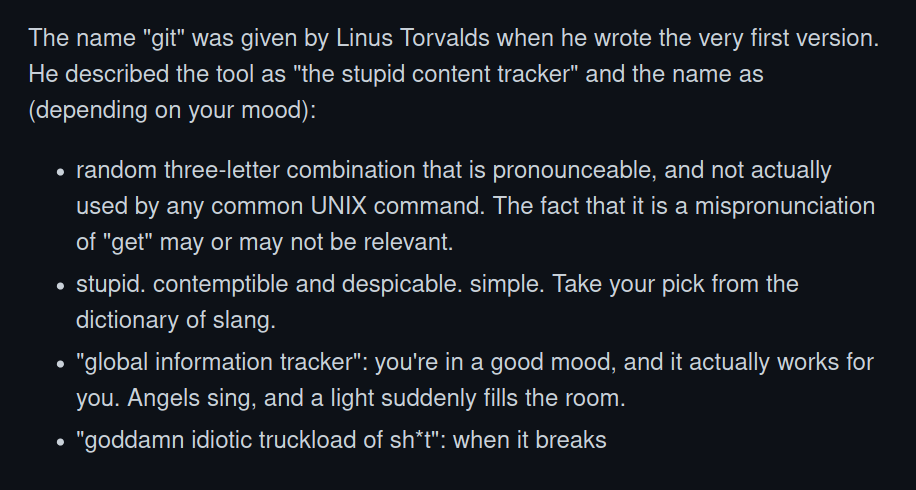 The name "git" was given by Linus Torvalds when he wrote the very first version.
He described the tool as "the stupid content tracker" and the name as
(depending on your mood):
• random three-letter combination that is pronounceable, and not actually
used by any common UNIX command. The fact that it is a mispronunciation
of "get" may or may not be relevant.
• stupid. contemptible and despicable. simple. Take your pick from the
dictionary of slang.
• "global information tracker": you're in a good mood, and it actually works for
you. Angels sing, and a light suddenly fills the room.
• "goddamn idiotic truckload of sh*t": when it breaks